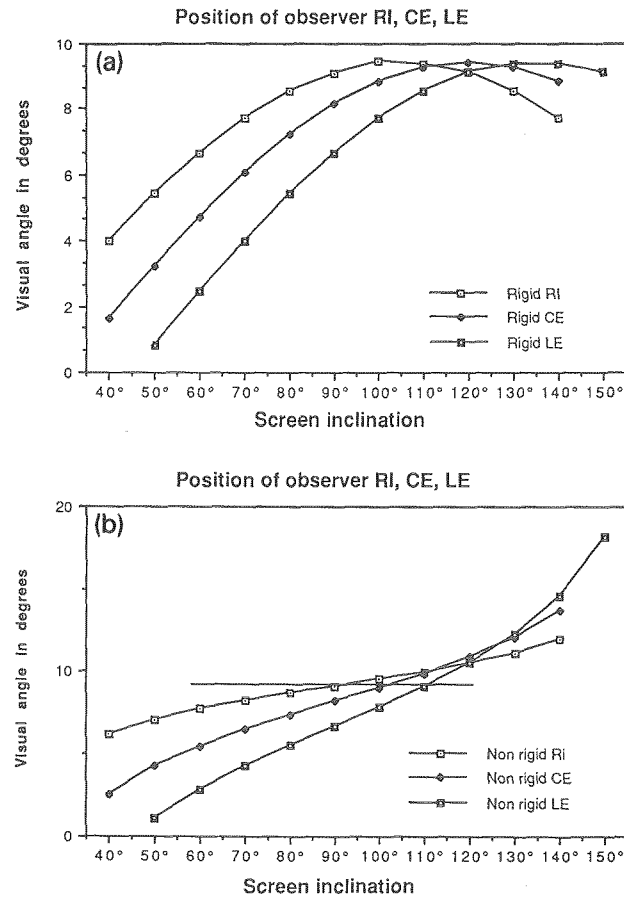 Position of observer RI, CE, LE
(a)
10
8
6
4
2
0
Visual angle in degrees
Rigid RI
Rigid CE
Rigid LE
40° 50° 60° 70° 80° 90° 100° 110° 120° 130° 140° 150°
Screen inclination
Position of observer RI, CE, LE
(b)
20
10
0
Visual angle in degrees
Non rigid Ri
Non rigid CE
Non rigid LE
40° 50° 60° 70° 80° 90° 100° 110° 120° 130° 140° 150°
Screen inclination